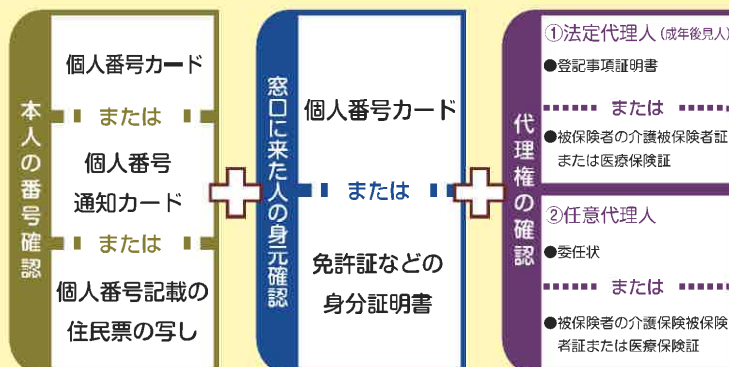 本人の番号確認
個人番号カード
または
個人番号
通知カード
または
個人番号記載の
住民票の写し
窓口に来た人の身元確認
個人番号カード
または
免許証などの
身分証明書
代理権の確認
①法定代理人(成年後見人)
●登記事項証明書
または
●被保険者の介護被保険者証
または医療保険証
②任意代理人
●委任状
または
●被保険者の介護保険被保険
者証または医療保険証